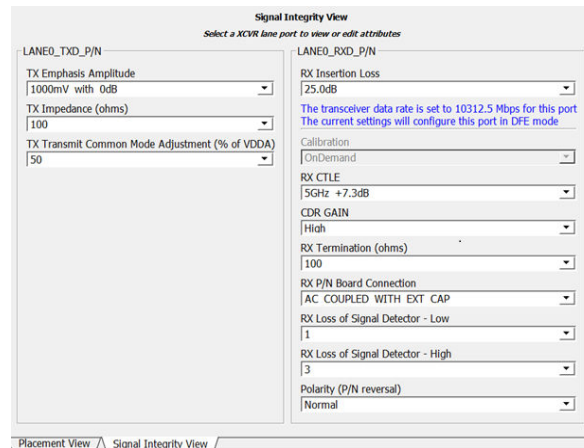 Signal Integrity View
Select a XCVR lane port to view or edit attributes
LANE0_TXD_P/N
TX Emphasis Amplitude
1000mV with 0dB
TX Impedance (ohms)
100
TX Transmit Common Mode Adjustment (% of VDDA)
50
LANE0_RXD_P/N
RX Insertion Loss
25.0dB
The transceiver data rate is set to 10312.5 Mbps for this port
The current settings will configure this port in DFE mode
Calibration
OnDemand
RX CTLE
5GHz +7.3dB
CDR GAIN
High
RX Termination (ohms)
100
RX P/N Board Connection
AC COUPLED WITH EXT CAP
RX Loss of Signal Detector - Low
1
RX Loss of Signal Detector - High
3
Polarity (P/N reversal)
Normal
Placement View
Signal Integrity View